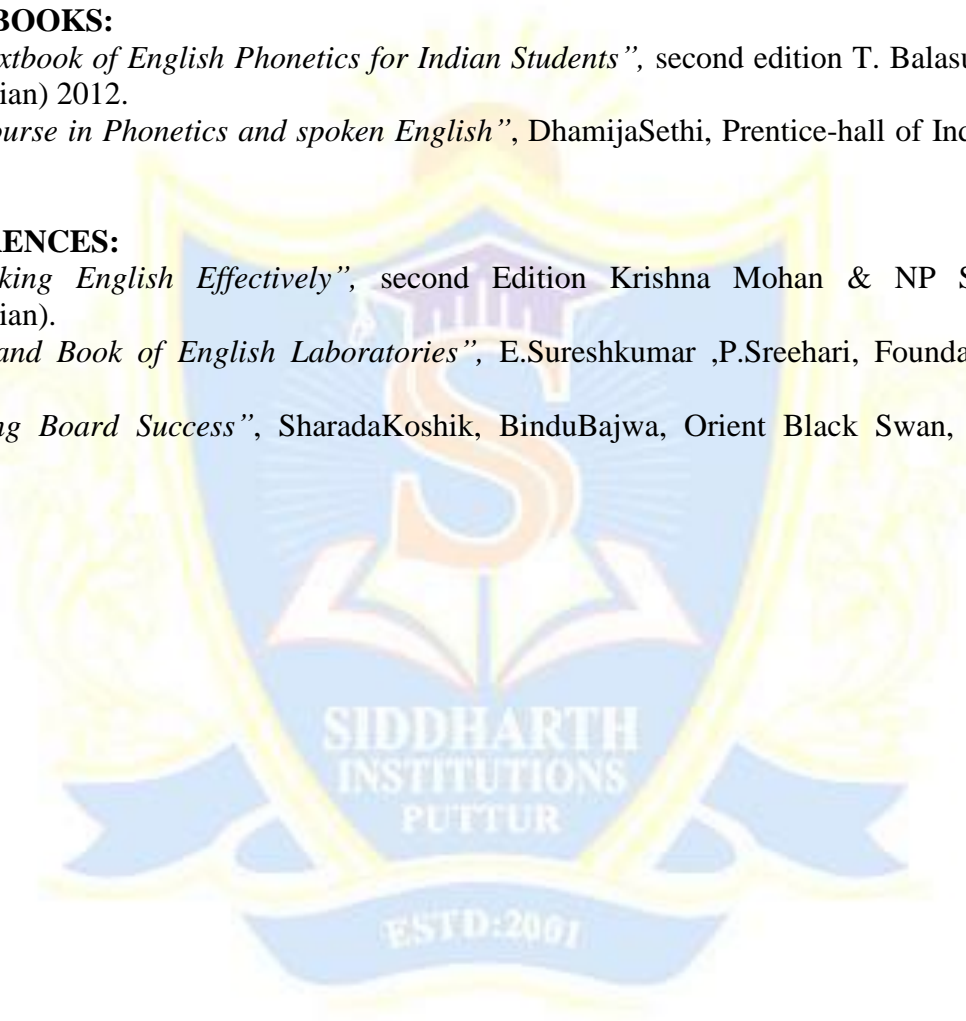 BOOKS:
xtbook of English Phonetics for Indian Students”, second edition T. Balasu
ian) 2012.
ourse in Phonetics and spoken English”, DhamijaSethi, Prentice-hall of Ind
RENCES:
king English Effectively”, second Edition Krishna Mohan & NP S
ian).
and Book of English Laboratories”, E.Sureshkumar ,P.Sreehari, Founda
ng Board Success”, SharadaKoshik, BinduBajwa, Orient Black Swan,
S
SIDDHARTH
INSTITUTIONS
PUTTUR
ESTD:2001